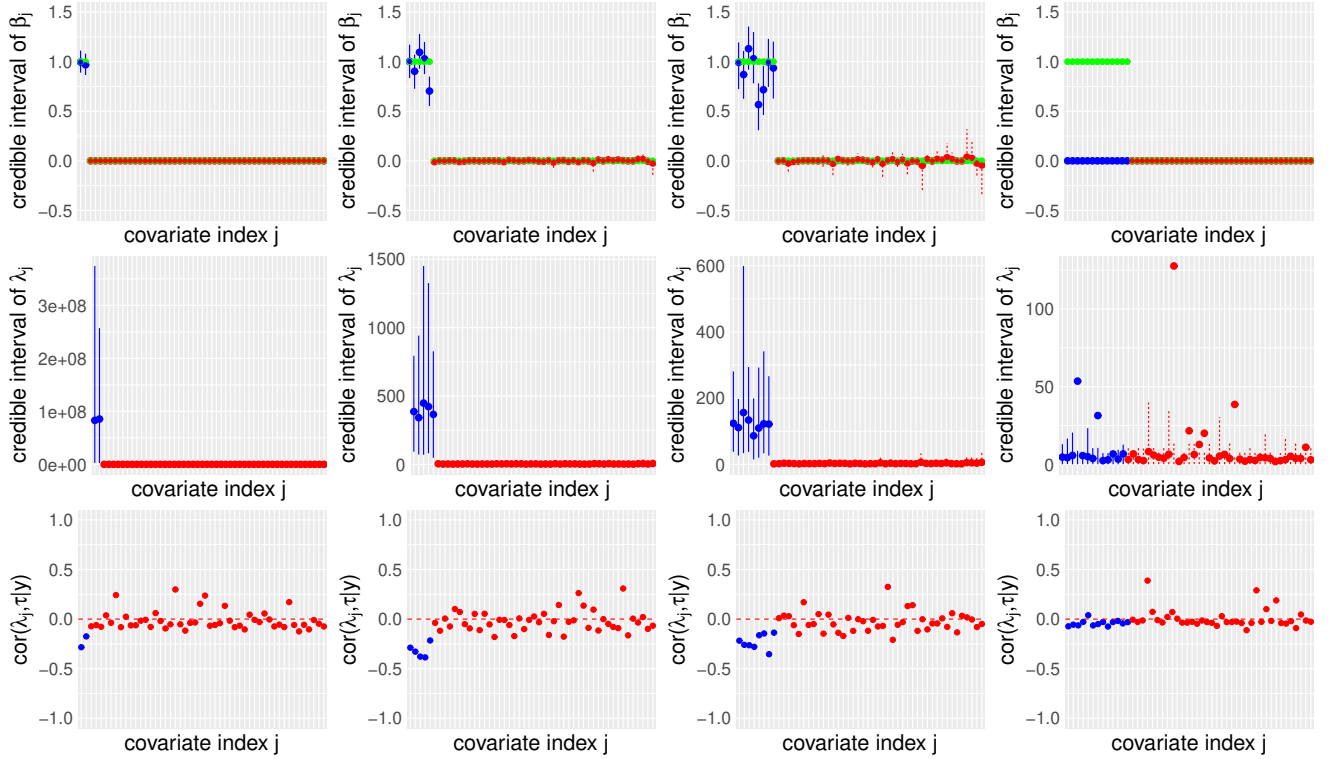 credible interval of βj
1.5
1.0
0.5
0.0
−0.5
covariate index j
credible interval of βj
1.5
1.0
0.5
0.0
−0.5
covariate index j
credible interval of βj
1.5
1.0
0.5
0.0
−0.5
covariate index j
credible interval of βj
1.5
1.0
0.5
0.0
−0.5
covariate index j
credible interval of λj
3e+08
2e+08
1e+08
0e+00
covariate index j
credible interval of λj
1500
1000
500
0
covariate index j
credible interval of λj
600
400
200
0
covariate index j
credible interval of λj
100
50
0
covariate index j
cor(λj,τ|y)
1.0
0.5
0.0
−0.5
−1.0
covariate index j
cor(λj,τ|y)
1.0
0.5
0.0
−0.5
−1.0
covariate index j
cor(λj,τ|y)
1.0
0.5
0.0
−0.5
−1.0
covariate index j
cor(λj,τ|y)
1.0
0.5
0.0
−0.5
−1.0
covariate index j